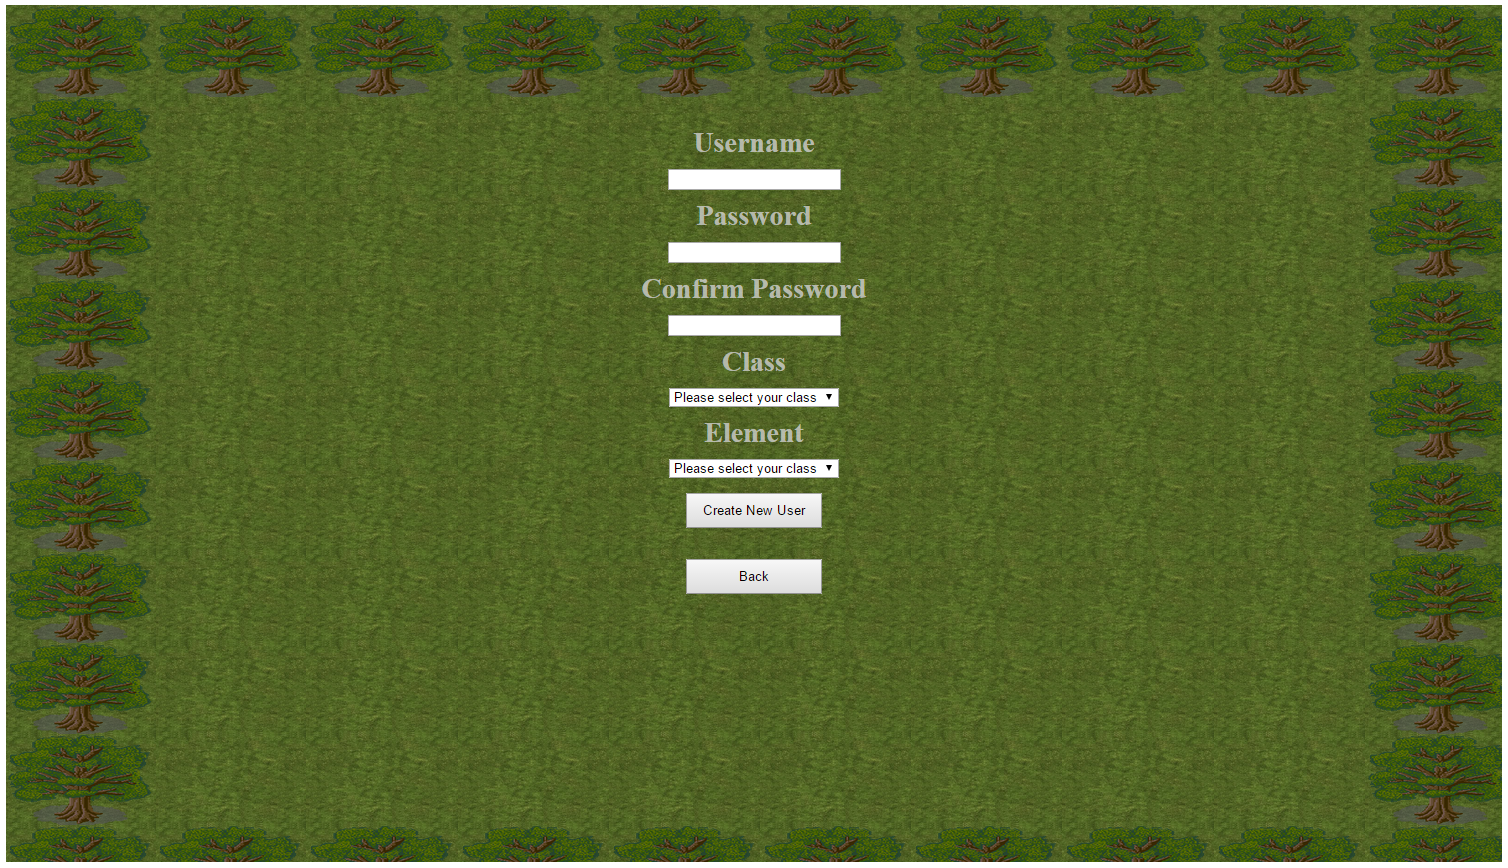 Username
Password
Confirm Password
Class
Please select your class
Element
Please select your class
Create New User
Back